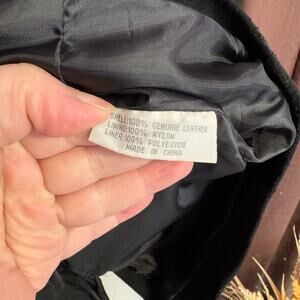 SHELL:100% GENUINE LEATHER
LINING:100% NYLON
LINER:100% POLYESTER
MADE IN CHINA